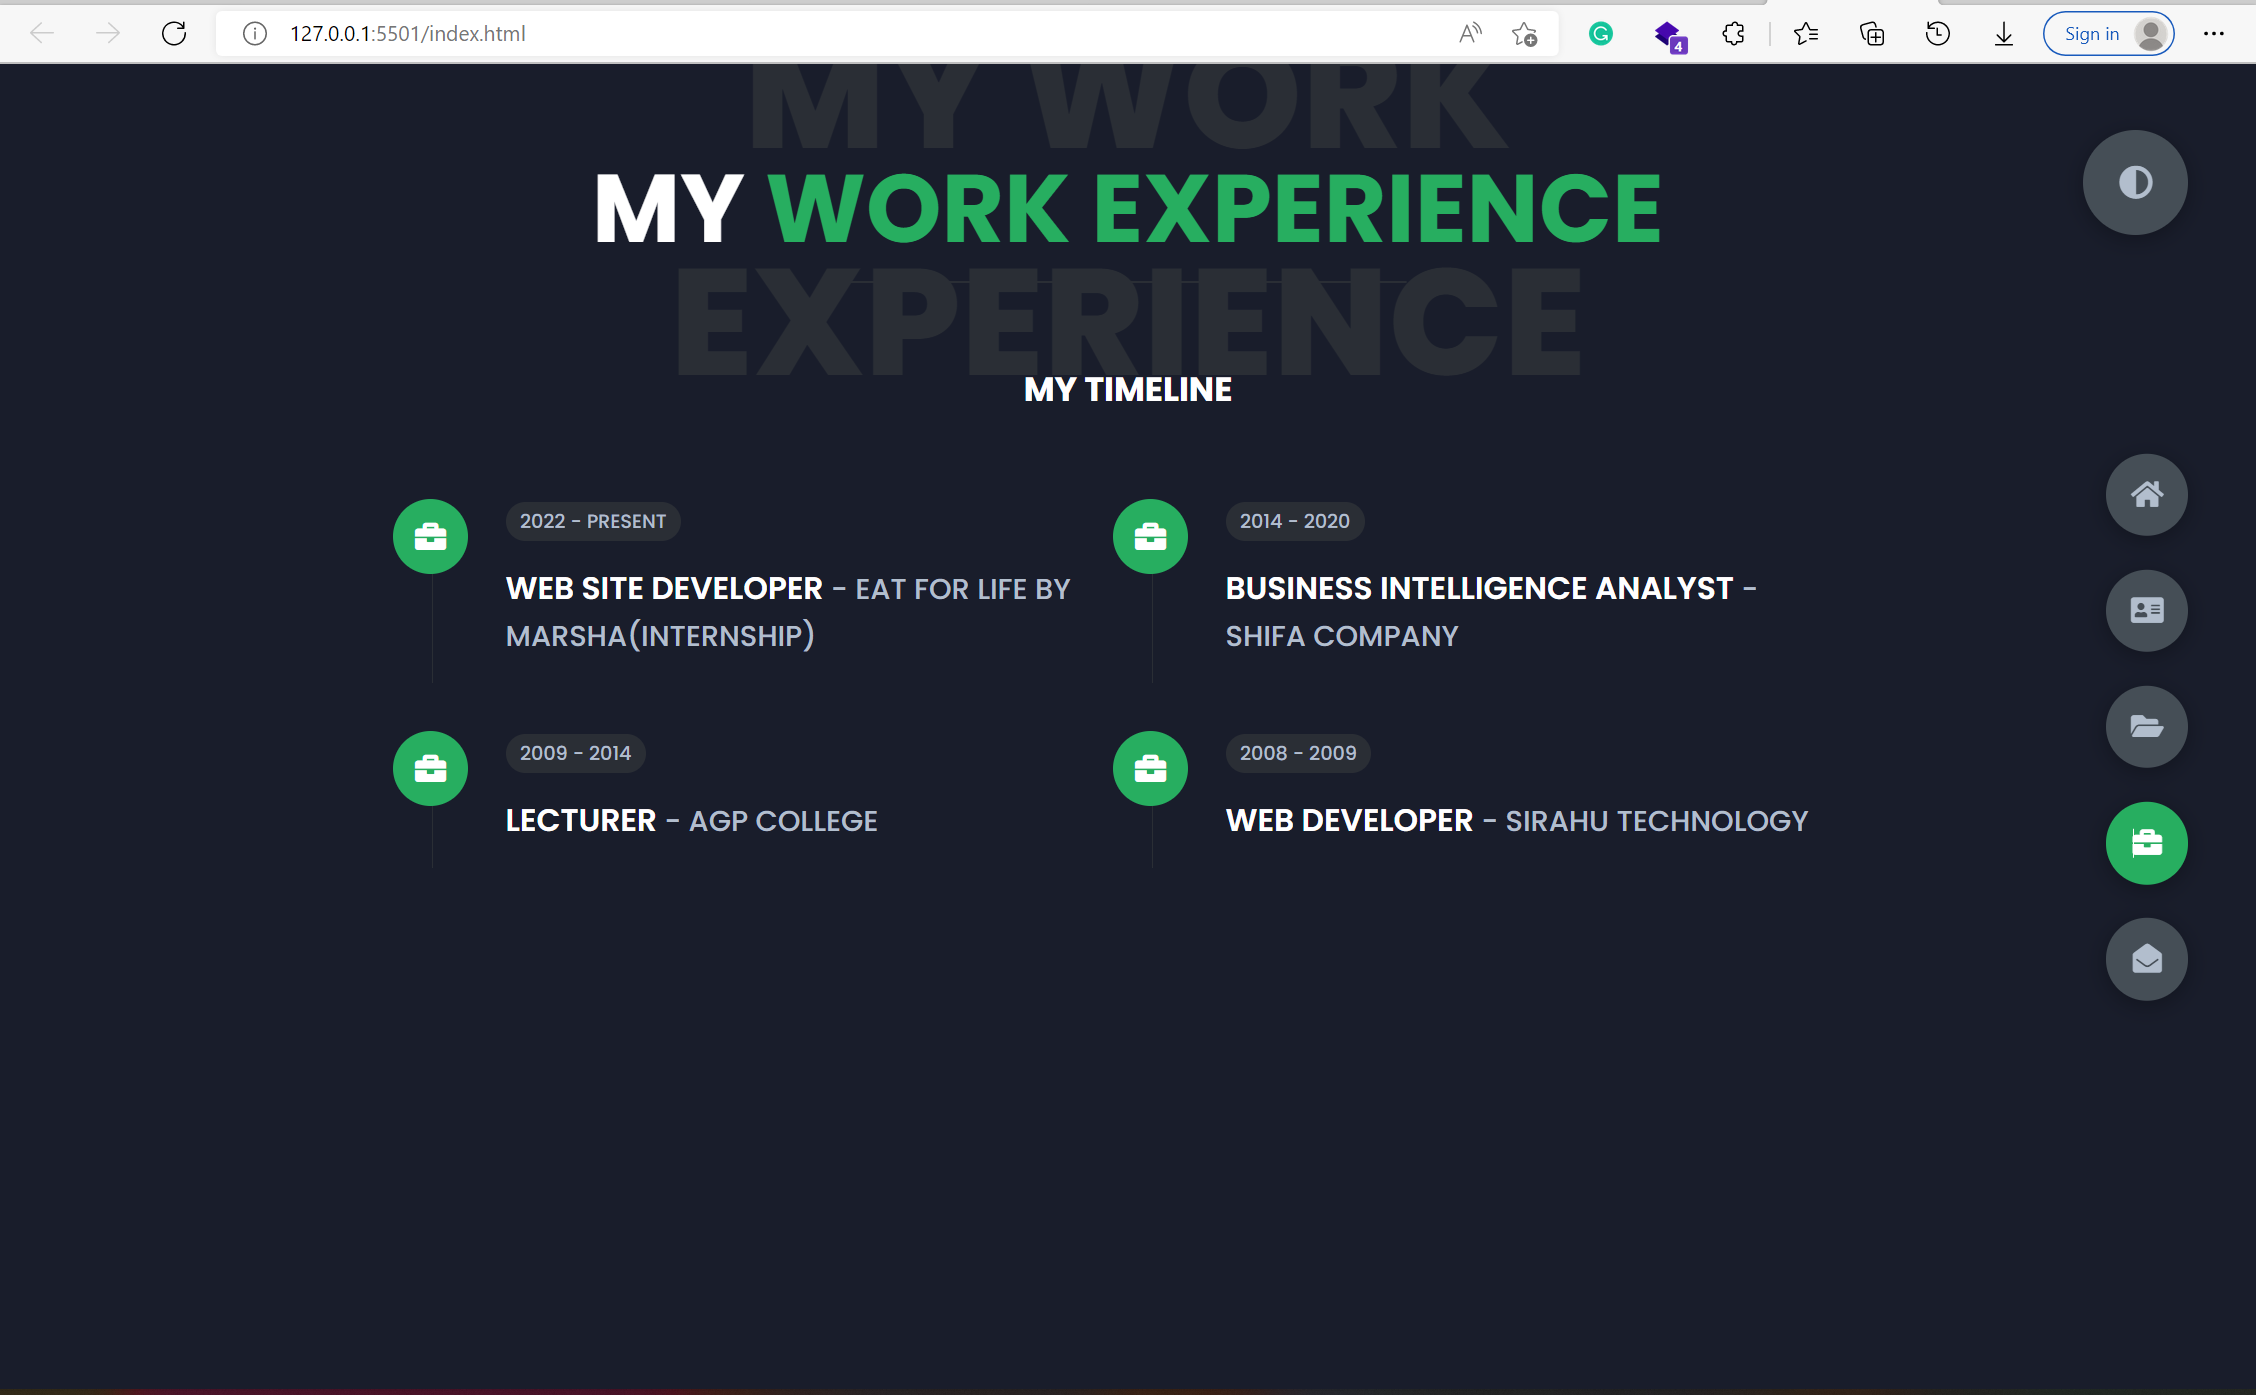 127.0.0.1:5501/index.html
4
Sign in
MY WORK
MY WORK EXPERIENCE
EXPERIENCE
MY TIMELINE
2022 - PRESENT
WEB SITE DEVELOPER - EAT FOR LIFE BY
MARSHA(INTERNSHIP)
2014 - 2020
BUSINESS INTELLIGENCE ANALYST -
SHIFA COMPANY
2009 - 2014
LECTURER - AGP COLLEGE
2008 - 2009
WEB DEVELOPER - SIRAHU TECHNOLOGY